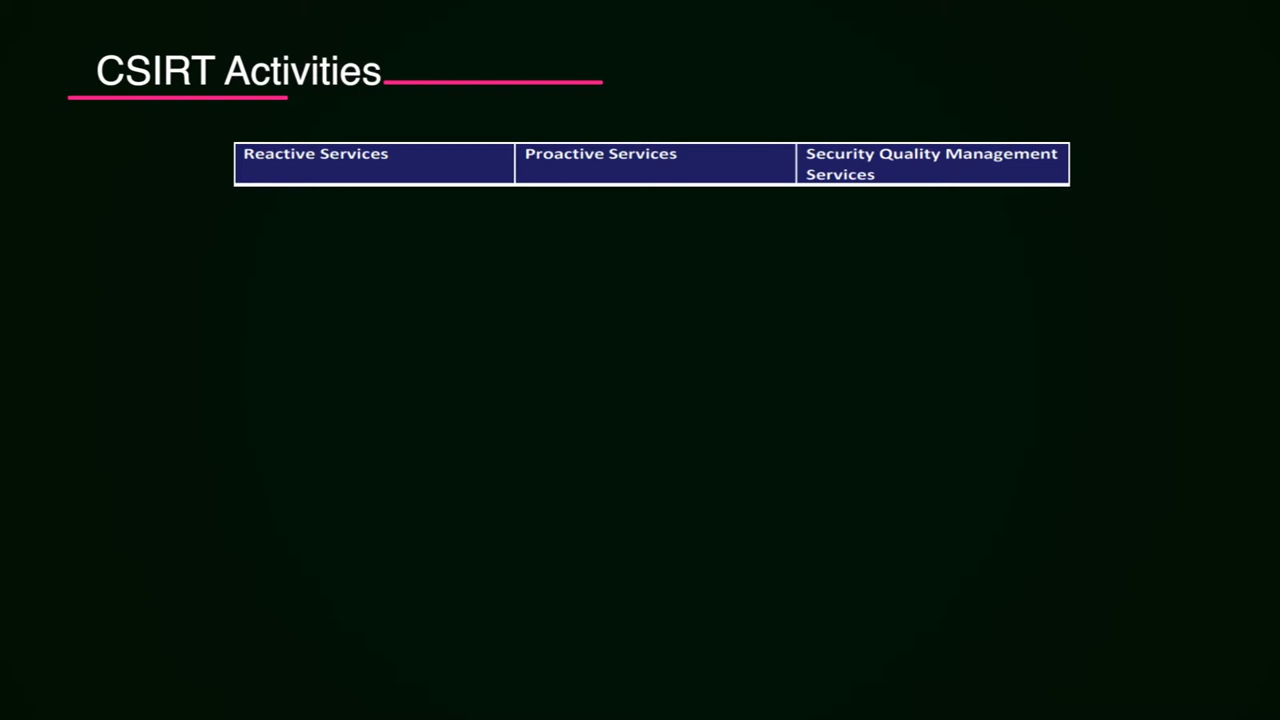 CSIRT Activities
Reactive Services
Proactive Services
Security Quality Management
Services